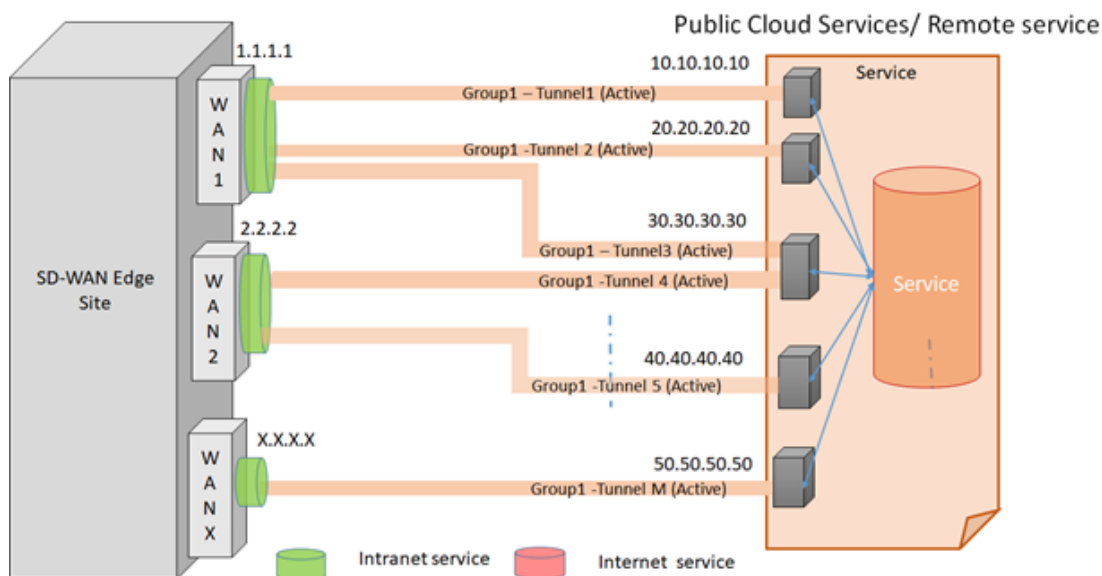 Public Cloud Services/ Remote service
1.1.1.1
10.10.10.10
Service
WAN1
Group1 – Tunnel1 (Active)
20.20.20.20
Group1 -Tunnel 2 (Active)
2.2.2.2
30.30.30.30
Group1 – Tunnel3 (Active)
SD-WAN Edge
Site
WAN2
Group1 -Tunnel 4 (Active)
Service
40.40.40.40
Group1 -Tunnel 5 (Active)
X.X.X.X
WANX
50.50.50.50
Group1 -Tunnel M (Active)
Intranet service
Internet service